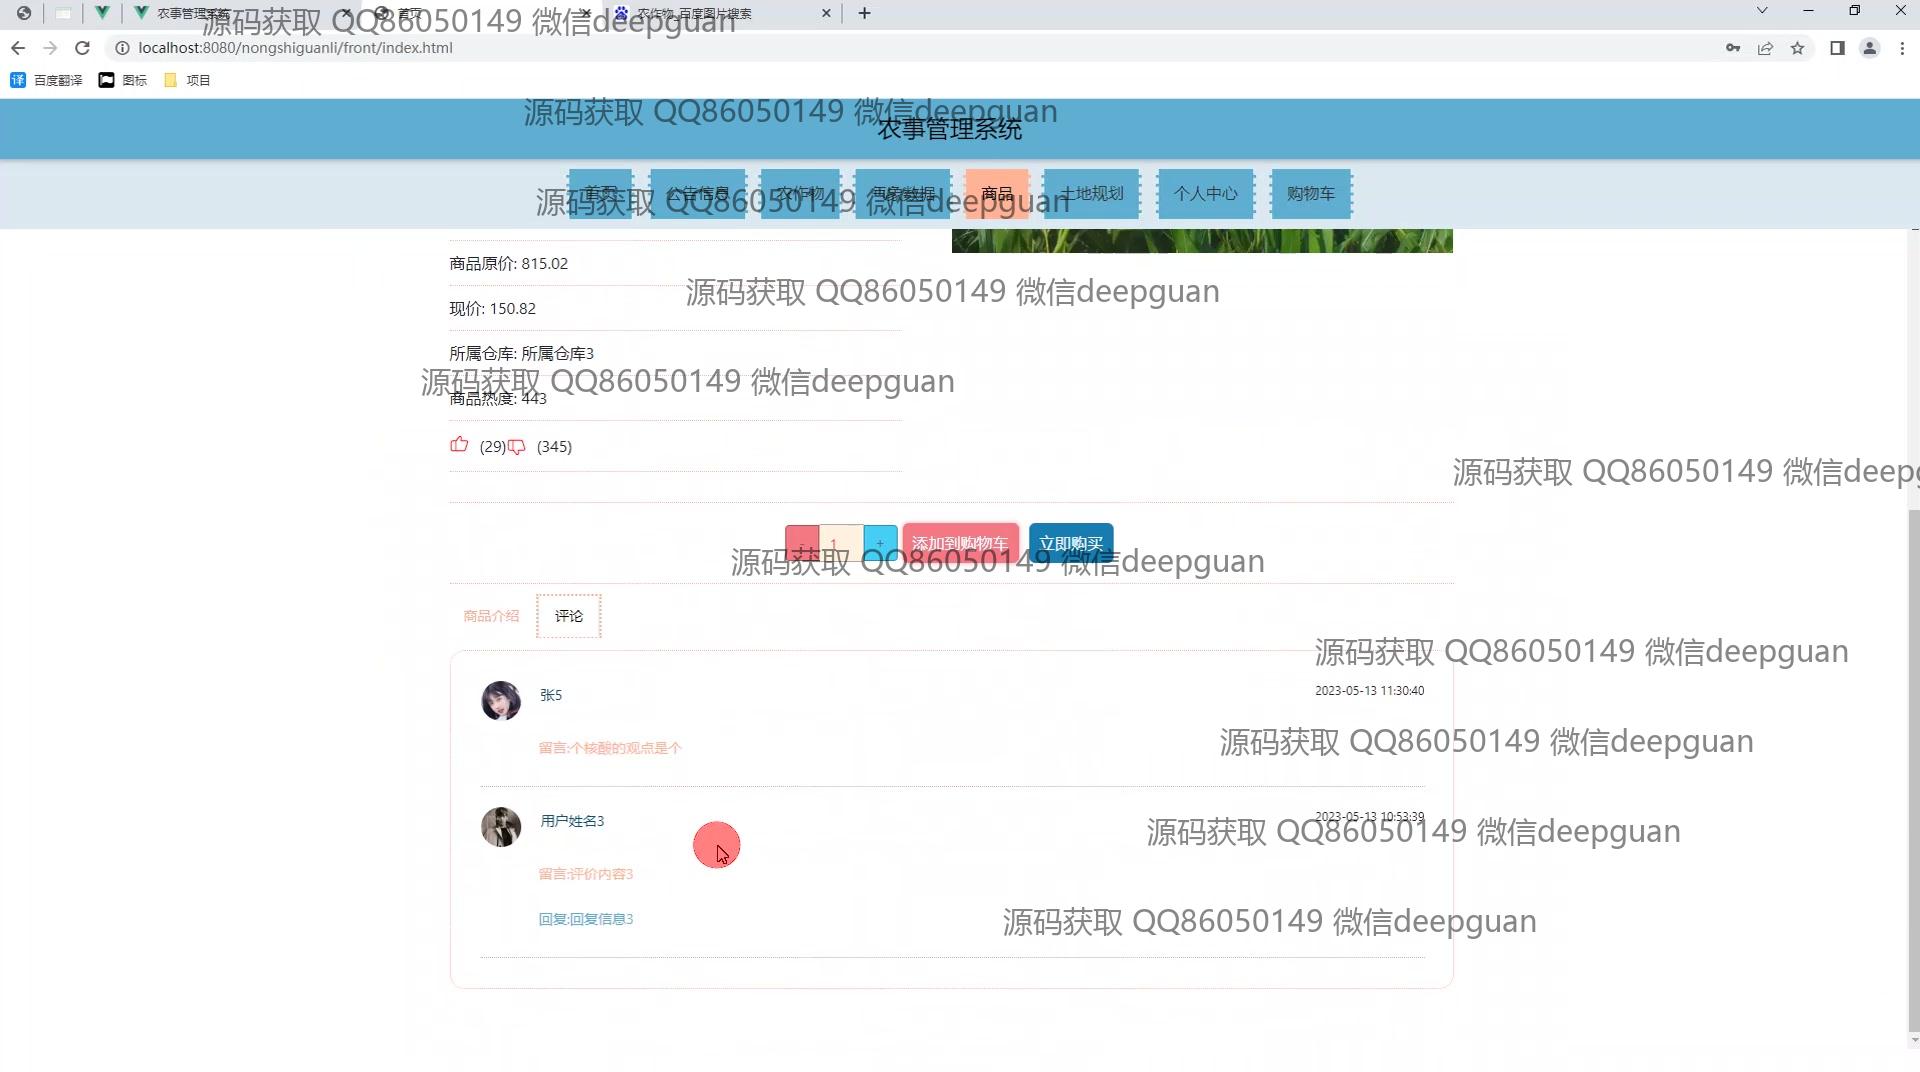 农事管理系统
首页
农作物_百度图片搜索
源码获取 QQ86050149 微信deepguan
localhost:8080/nongshiguanli/front/index.html
百度翻译
图标
项目
源码获取 QQ86050149 微信deepguan
农事管理系统
首页
公告信息
农作物
商品
土地规划
个人中心
购物车
源码获取 QQ86050149 微信deepguan
商品原价: 815.02
源码获取 QQ86050149 微信deepguan
现价: 150.82
所属仓库: 所属仓库3
源码获取 QQ86050149 微信deepguan
商品热度: 443
(29)
(345)
源码获取 QQ86050149 微信deep
- 1 +
添加到购物车
立即购买
源码获取 QQ86050149 微信deepguan
商品介绍
评论
源码获取 QQ86050149 微信deepguan
张5
2023-05-13 11:30:40
留言:个核酸的观点是个
源码获取 QQ86050149 微信deepguan
用户姓名3
2023-05-13 10:53:39
源码获取 QQ86050149 微信deepguan
留言:评价内容3
回复:回复信息3
源码获取 QQ86050149 微信deepguan